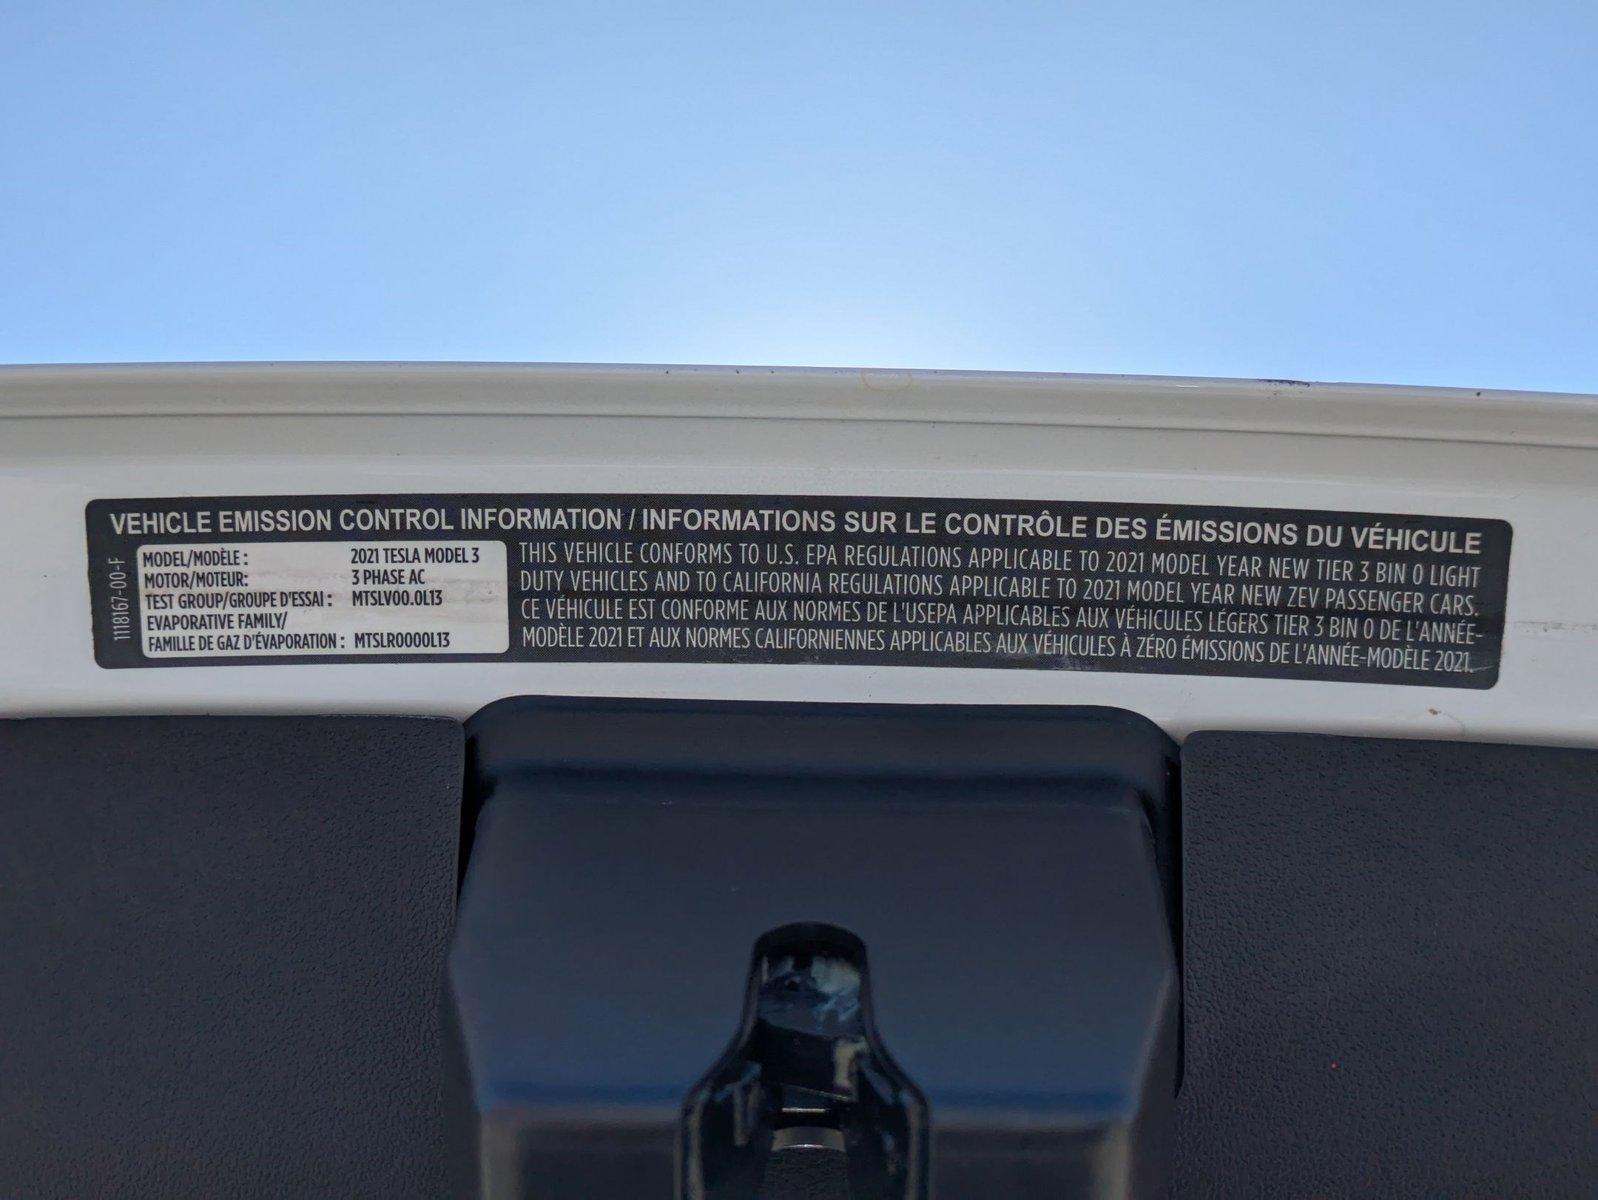 VEHICLE EMISSION CONTROL INFORMATION / INFORMATIONS SUR LE CONTRÔLE DES ÉMISSIONS DU VÉHICULE
1118167-00-F
MODEL/MODÈLE : 2021 TESLA MODEL 3
MOTOR/MOTEUR: 3 PHASE AC
TEST GROUP/GROUPE D'ESSAI : MTSLV00.0L13
EVAPORATIVE FAMILY/
FAMILLE DE GAZ D'ÉVAPORATION : MTSLR0000L13
THIS VEHICLE CONFORMS TO U.S. EPA REGULATIONS APPLICABLE TO 2021 MODEL YEAR NEW TIER 3 BIN 0 LIGHT
DUTY VEHICLES AND TO CALIFORNIA REGULATIONS APPLICABLE TO 2021 MODEL YEAR NEW ZEV PASSENGER CARS.
CE VÉHICULE EST CONFORME AUX NORMES DE L'USEPA APPLICABLES AUX VÉHICULES LÉGERS TIER 3 BIN 0 DE L'ANNÉE-
MODÈLE 2021 ET AUX NORMES CALIFORNIENNES APPLICABLES AUX VÉHICULES À ZÉRO ÉMISSIONS DE L'ANNÉE-MODÈLE 2021.